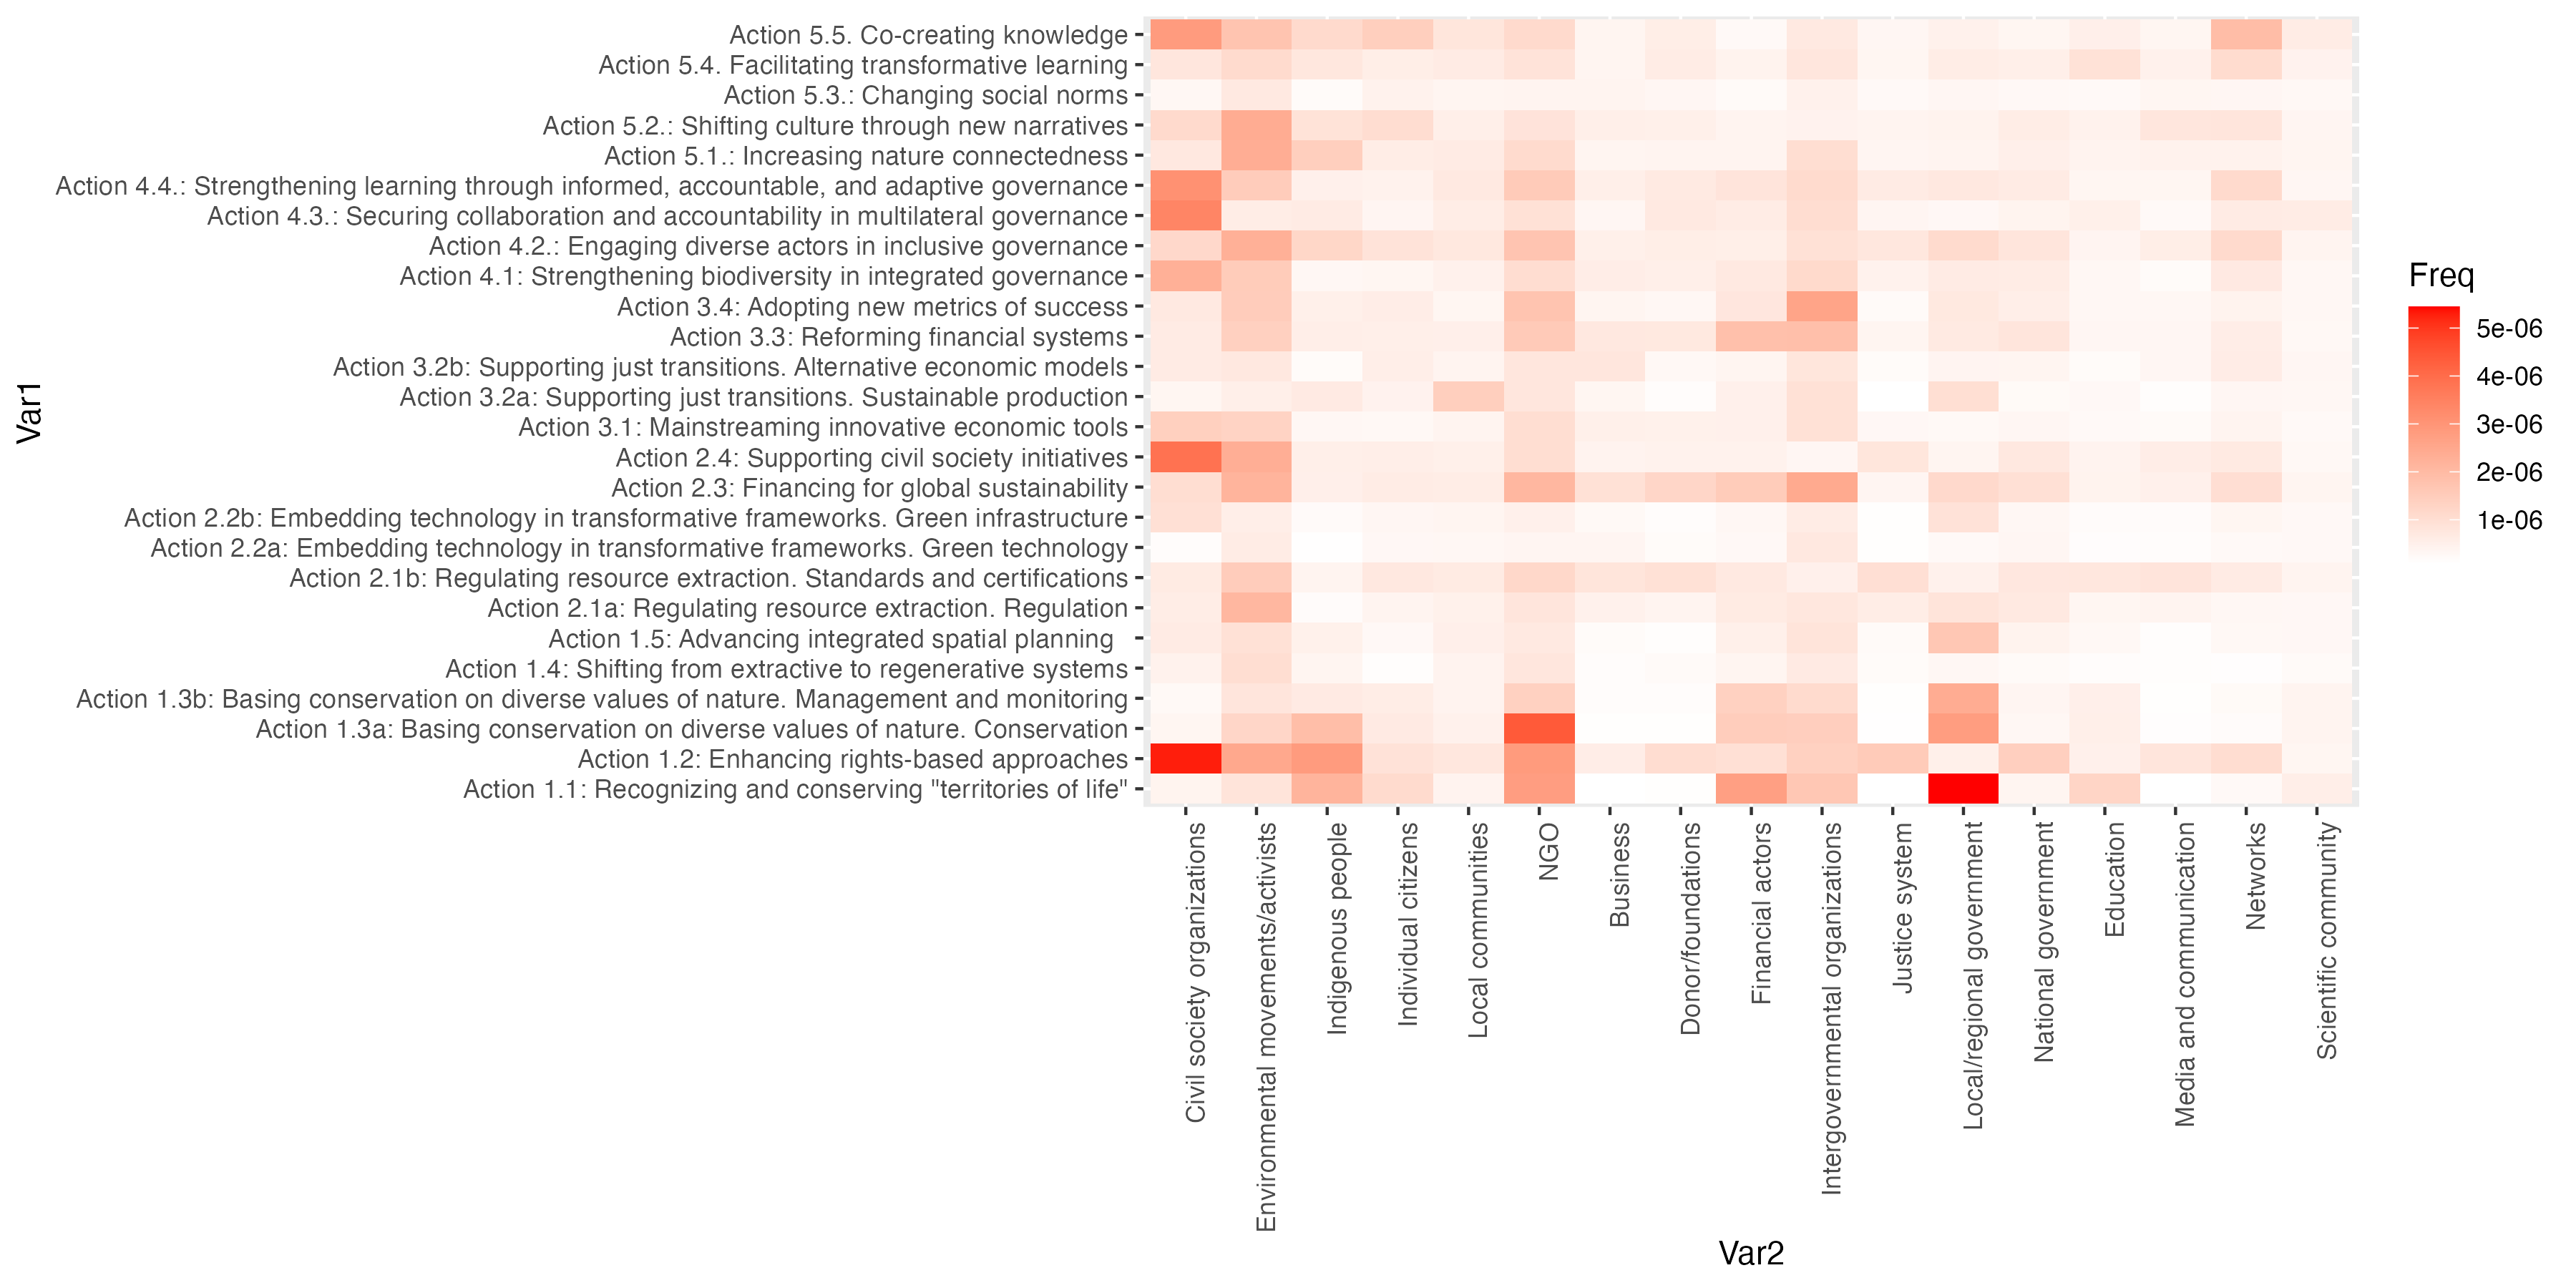 Action 5.5. Co-creating knowledge
Action 5.4. Facilitating transformative learning
Action 5.3.: Changing social norms
Action 5.2.: Shifting culture through new narratives
Action 5.1.: Increasing nature connectedness
Action 4.4.: Strengthening learning through informed, accountable, and adaptive governance
Action 4.3.: Securing collaboration and accountability in multilateral governance
Action 4.2.: Engaging diverse actors in inclusive governance
Action 4.1: Strengthening biodiversity in integrated governance
Action 3.4: Adopting new metrics of success
Action 3.3: Reforming financial systems
Action 3.2b: Supporting just transitions. Alternative economic models
Action 3.2a: Supporting just transitions. Sustainable production
Action 3.1: Mainstreaming innovative economic tools
Action 2.4: Supporting civil society initiatives
Action 2.3: Financing for global sustainability
Action 2.2b: Embedding technology in transformative frameworks. Green infrastructure
Action 2.2a: Embedding technology in transformative frameworks. Green technology
Action 2.1b: Regulating resource extraction. Standards and certifications
Action 2.1a: Regulating resource extraction. Regulation
Action 1.5: Advancing integrated spatial planning
Action 1.4: Shifting from extractive to regenerative systems
Action 1.3b: Basing conservation on diverse values of nature. Management and monitoring
Action 1.3a: Basing conservation on diverse values of nature. Conservation
Action 1.2: Enhancing rights-based approaches
Action 1.1: Recognizing and conserving "territories of life"
Var1
Civil society organizations
Environmental movements/activists
Indigenous people
Individual citizens
Local communities
NGO
Business
Donor/foundations
Financial actors
Intergovernmental organizations
Justice system
Local/regional government
National government
Education
Media and communication
Networks
Scientific community
Var2
Freq
5e-06
4e-06
3e-06
2e-06
1e-06